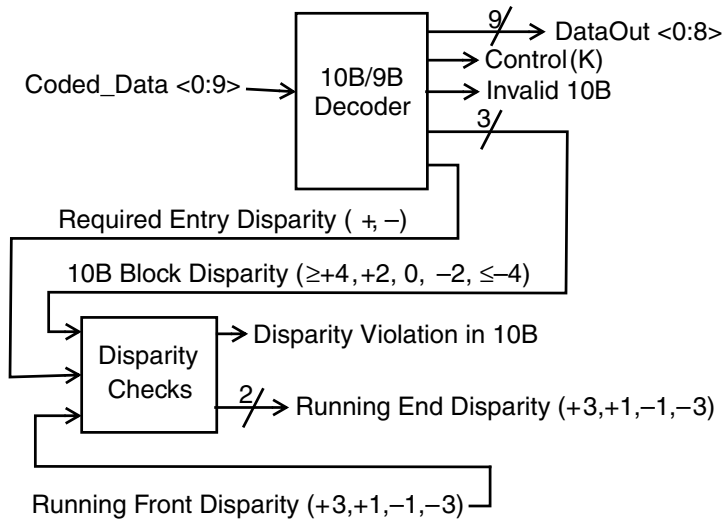 9
DataOut <0:8>
Control(K)
Coded_Data <0:9>
10B/9B
Decoder
Invalid 10B
3
Required Entry Disparity ( +, –)
10B Block Disparity (≥+4,+2, 0, –2, ≤–4)
Disparity
Checks
Disparity Violation in 10B
2
Running End Disparity (+3,+1,–1,–3)
Running Front Disparity (+3,+1,–1,–3)